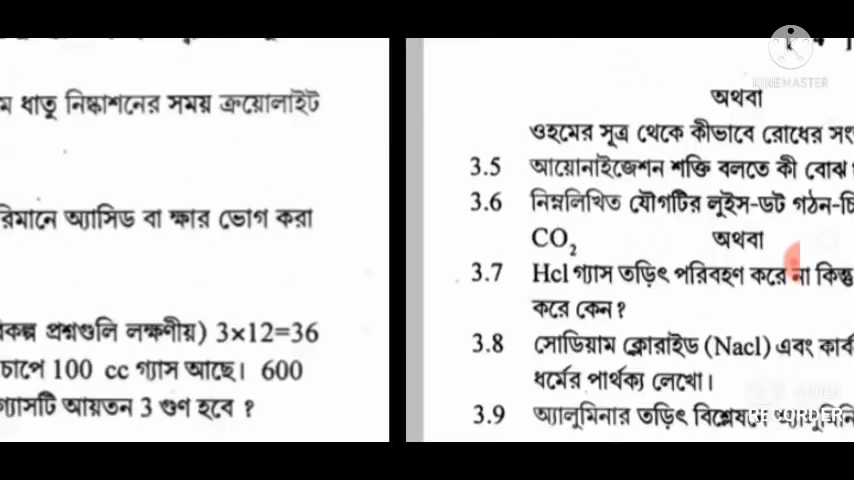 ম ধাতু নিষ্কাশনের সময় ক্রয়োলাইট
রিমানে অ্যাসিড বা ক্ষার ভোগ করা
কল্প প্রশ্নগুলি লক্ষণীয়) 3×12=36
চাপে 100 cc গ্যাস আছে। 600
গ্যাসটি আয়তন 3 গুণ হবে ?
অথবা
ওহমের সূত্র থেকে কীভাবে রোধের সং
3.5 আয়োনাইজেশন শক্তি বলতে কী বোঝ
3.6 নিম্নলিখিত যৌগটির লুইস-ডট গঠন-চি
CO₂ অথবা
3.7 Hcl গ্যাস তড়িৎ পরিবহণ করে না কিন্তু
করে কেন ?
3.8 সোডিয়াম ক্লোরাইড (Nacl) এবং কার্ব
ধর্মের পার্থক্য লেখো।
3.9 অ্যালুমিনার তড়িৎ বিশ্লেষণে অ্যালুমিনি
KINEMASTER
RECORDER